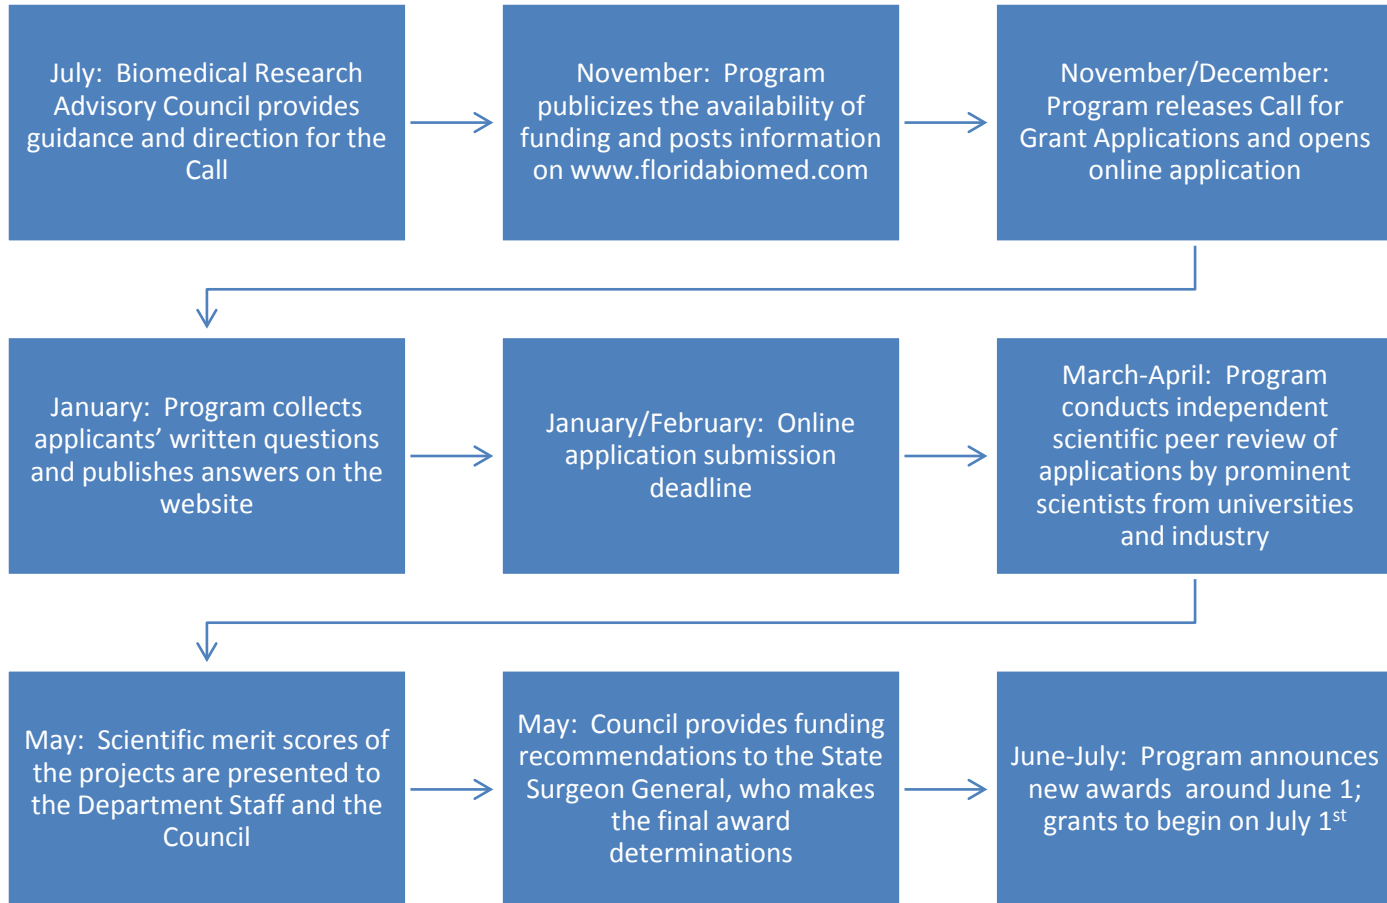 July:  Biomedical Research
Advisory Council provides
guidance and direction for the
Call
November:  Program
publicizes the availability of
funding and posts information
on www.floridabiomed.com
November/December:
Program releases Call for
Grant Applications and opens
online application
January:  Program collects
applicants’ written questions
and publishes answers on the
website
January/February:  Online
application submission
deadline
March-April:  Program
conducts independent
scientific peer review of
applications by prominent
scientists from universities
and industry
May:  Scientific merit scores of
the projects are presented to
the Department Staff and the
Council
May:  Council provides funding
recommendations to the State
Surgeon General, who makes
the final award
determinations
June-July:  Program announces
new awards  around June 1;
grants to begin on July 1st